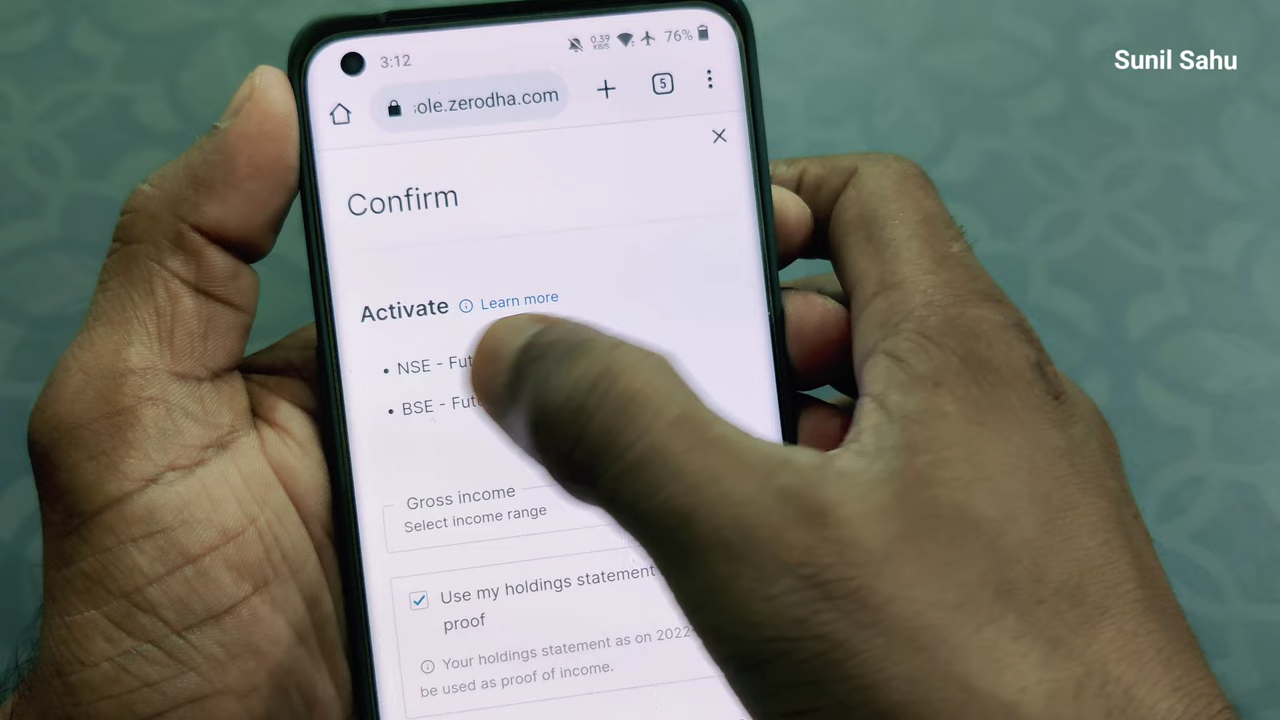 Sunil Sahu
3:12
0.39
KB/S
76%
ole.zerodha.com
5
Confirm
Activate Learn more
NSE -
BSE -
Gross income
Select income range
Use my holdings statement
proof
Your holdings statement as on 2022-
be used as proof of income.